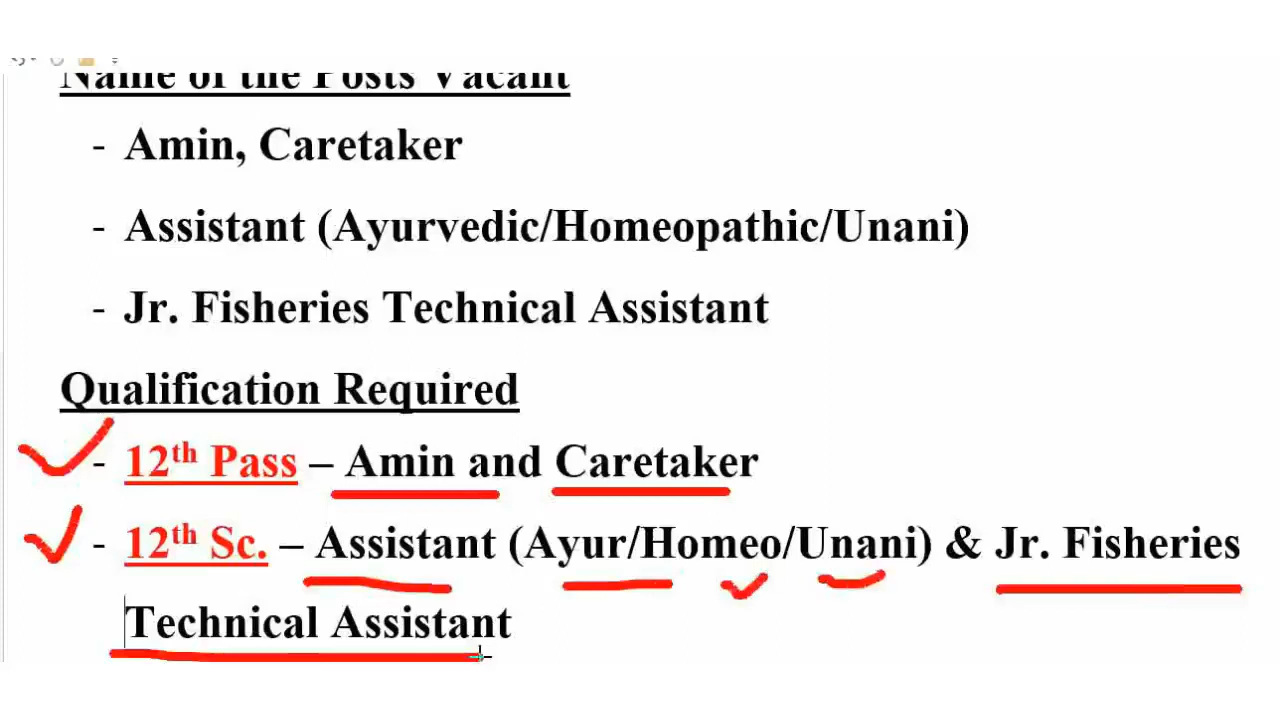 Name of the Posts Vacant
- Amin, Caretaker
- Assistant (Ayurvedic/Homeopathic/Unani)
- Jr. Fisheries Technical Assistant
Qualification Required
- 12th Pass – Amin and Caretaker
- 12th Sc. – Assistant (Ayur/Homeo/Unani) & Jr. Fisheries
Technical Assistant